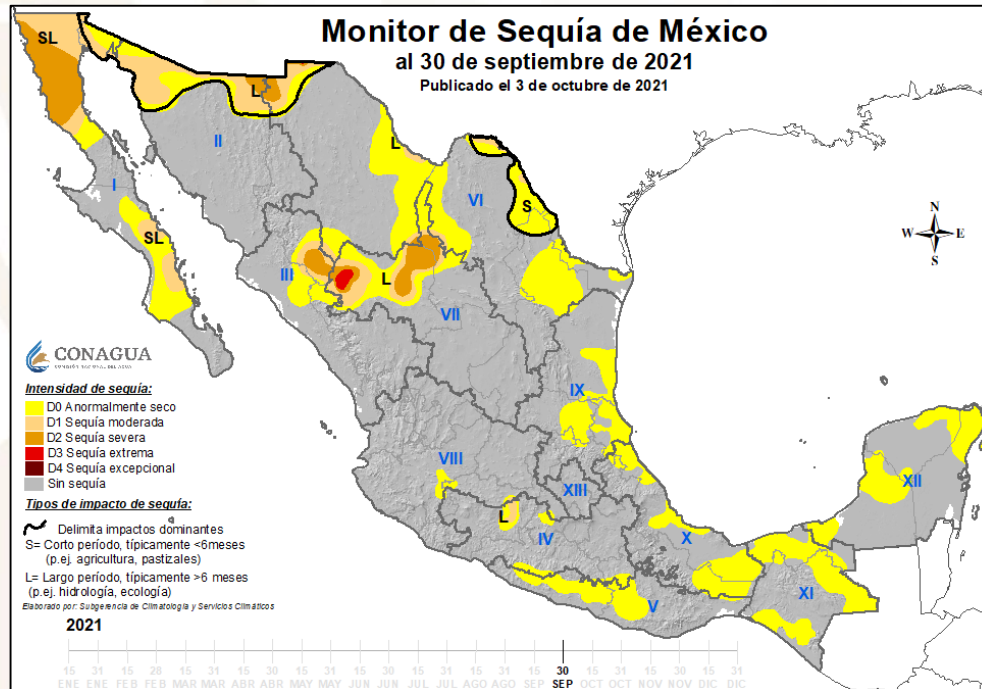 Monitor de Sequía de México
al 30 de septiembre de 2021
Publicado el 3 de octubre de 2021
SL
L
L
II
VI
S
I
SL
III
L
VII
IX
VIII
XIII
L
IV
X
V
XII
XI
N
W E
S
CONAGUA
COMISIÓN NACIONAL DEL AGUA
Intensidad de sequía:
D0 Anormalmente seco
D1 Sequía moderada
D2 Sequía severa
D3 Sequía extrema
D4 Sequía excepcional
Sin sequía
Tipos de impacto de sequía:
Delimita impactos dominantes
S= Corto período, típicamente <6meses
(p.ej. agricultura, pastizales)
L= Largo período, típicamente >6 meses
(p.ej. hidrología, ecología)
Elaborado por: Subgerencia de Climatología y Servicios Climáticos
2021
15 31 15 28 15 31 15 30 15 31 15 30 15 31 15 31 15 30 15 31 15 30 15 31
ENE ENE FEB FEB MAR MAR ABR ABR MAY MAY JUN JUN JUL JUL AGO AGO SEP SEP OCT OCT NOV NOV DIC DIC